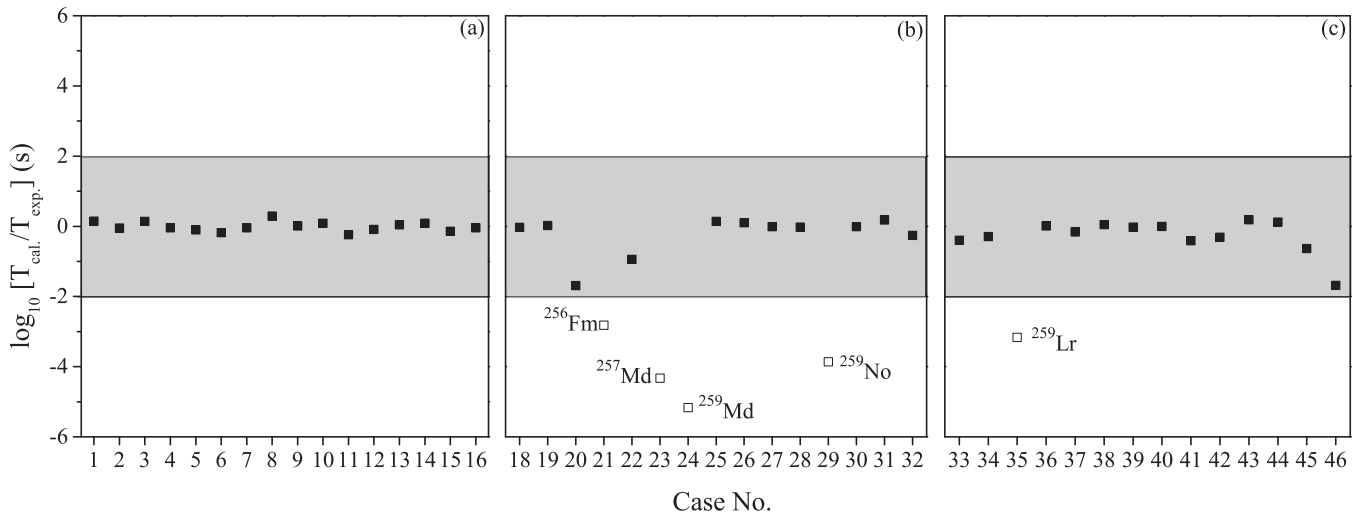 (a)
(b)
(c)
log10 [Tcal./Texp.] (s)
6
4
2
0
-2
-4
-6
256Fm
257Md
259Md
259No
259Lr
1 2 3 4 5 6 7 8 9 10 11 12 13 14 15 16
18 19 20 21 22 23 24 25 26 27 28 29 30 31 32
33 34 35 36 37 38 39 40 41 42 43 44 45 46
Case No.